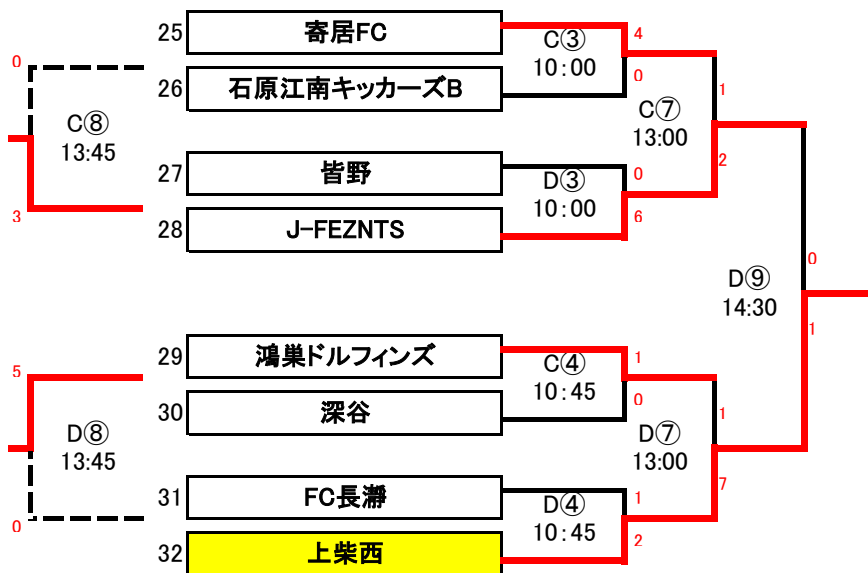 25 寄居FC
C③
10:00
4
0
26 石原江南キッカーズB
0
C⑧
13:45
3
C⑦
13:00
1
2
27 皆野
D③
10:00
0
6
28 J-FEZNTS
D⑨
14:30
0
1
29 鴻巣ドルフィンズ
C④
10:45
1
0
30 深谷
5
D⑧
13:45
0
D⑦
13:00
1
7
31 FC長瀞
D④
10:45
1
2
32 上柴西